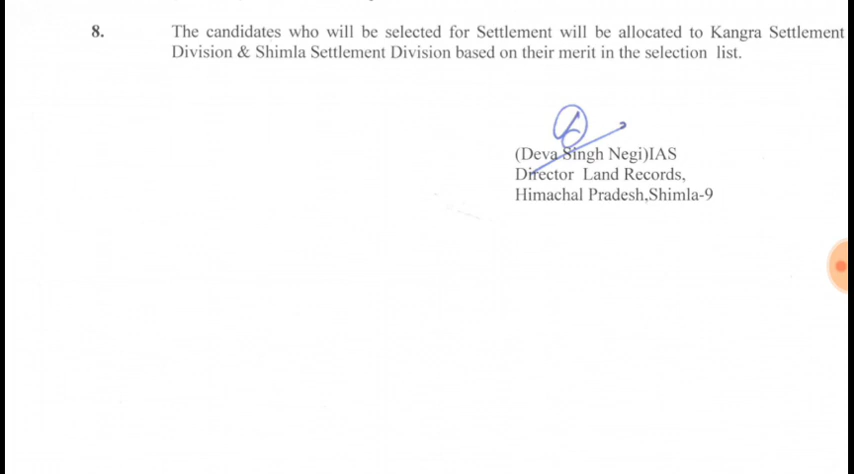 8. The candidates who will be selected for Settlement will be allocated to Kangra Settlement
Division & Shimla Settlement Division based on their merit in the selection list.
(Deva Singh Negi)IAS
Director Land Records,
Himachal Pradesh,Shimla-9